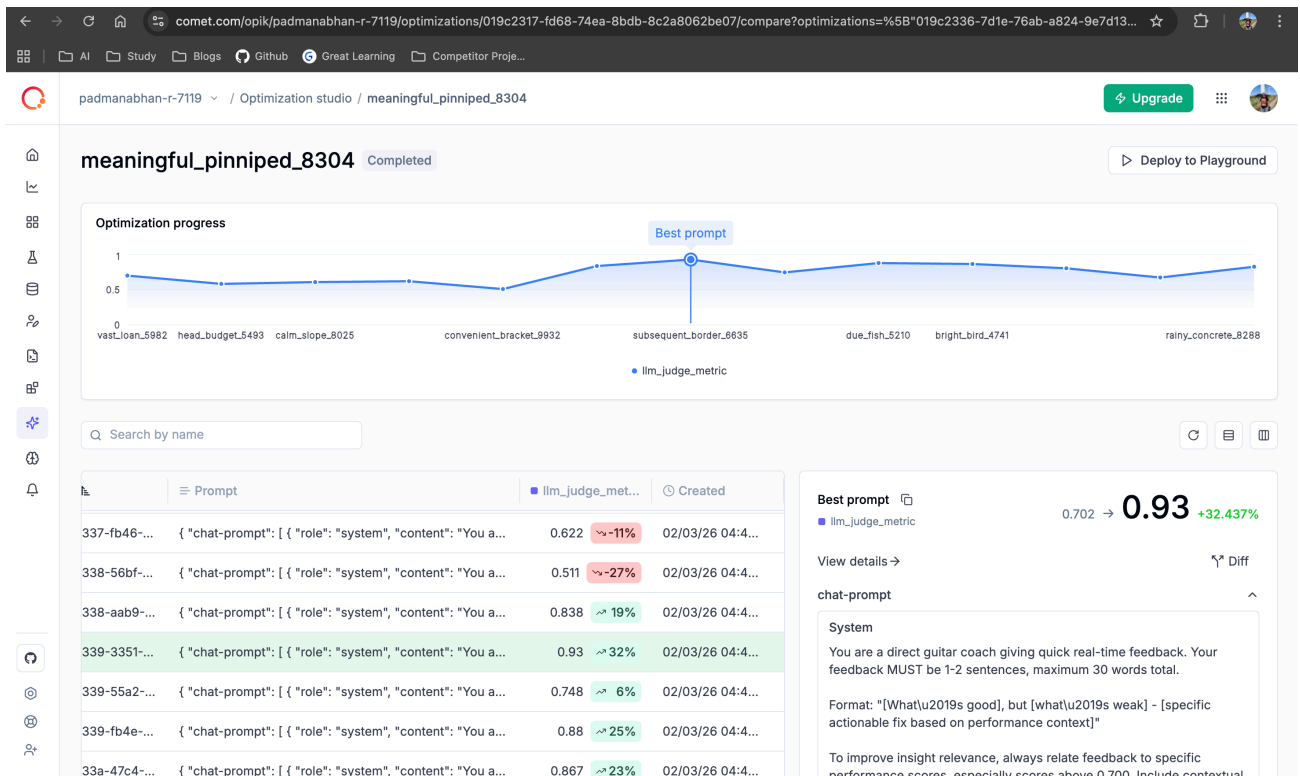 comet.com/opik/padmanabhan-r-7119/optimizations/019c2317-fd68-74ea-8bdb-8c2a8062be07/compare?optimizations=%5B"019c2336-7d1e-76ab-a824-9e7d13...
AI Study Blogs Github Great Learning Competitor Proje...
padmanabhan-r-7119 / Optimization studio / meaningful_pinniped_8304
Upgrade
meaningful_pinniped_8304 Completed
Deploy to Playground
Optimization progress
Best prompt
1
0.5
0
vast_loan_5982 head_budget_5493 calm_slope_8025 convenient_bracket_9932 subsequent_border_6635 due_fish_5210 bright_bird_4741 rainy_concrete_8288
llm_judge_metric
Search by name
Prompt llm_judge_met... Created
337-fb46-... { "chat-prompt": [ { "role": "system", "content": "You a... 0.622 -11% 02/03/26 04:4...
338-56bf-... { "chat-prompt": [ { "role": "system", "content": "You a... 0.511 -27% 02/03/26 04:4...
338-aab9-... { "chat-prompt": [ { "role": "system", "content": "You a... 0.838 19% 02/03/26 04:4...
339-3351-... { "chat-prompt": [ { "role": "system", "content": "You a... 0.93 32% 02/03/26 04:4...
339-55a2-... { "chat-prompt": [ { "role": "system", "content": "You a... 0.748 6% 02/03/26 04:4...
339-fb4e-... { "chat-prompt": [ { "role": "system", "content": "You a... 0.88 25% 02/03/26 04:4...
33a-47c4-... { "chat-prompt": [ { "role": "system", "content": "You a... 0.867 23% 02/03/26 04:4...
Best prompt
llm_judge_metric
0.702 → 0.93 +32.437%
View details →
Diff
chat-prompt
System
You are a direct guitar coach giving quick real-time feedback. Your
feedback MUST be 1-2 sentences, maximum 30 words total.
Format: "[What\u2019s good], but [what\u2019s weak] - [specific
actionable fix based on performance context]"
To improve insight relevance, always relate feedback to specific
performance scores, especially scores above 0.700. Include contextual